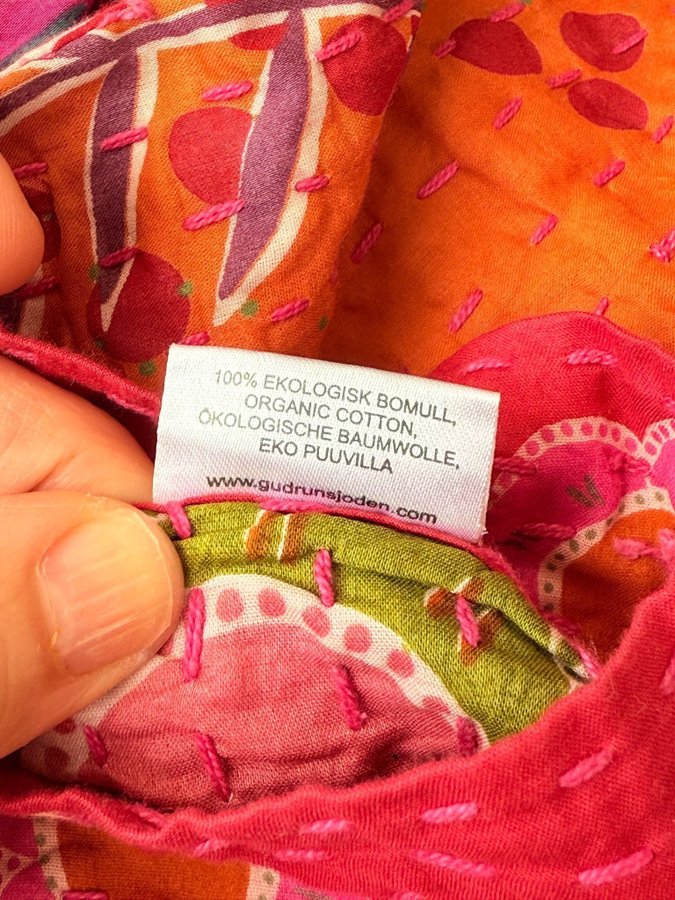 100% EKOLOGISK BOMULL,
ORGANIC COTTON,
ÖKOLOGISCHE BAUMWOLLE,
EKO PUUVILLA
www.gudrunsjoden.com